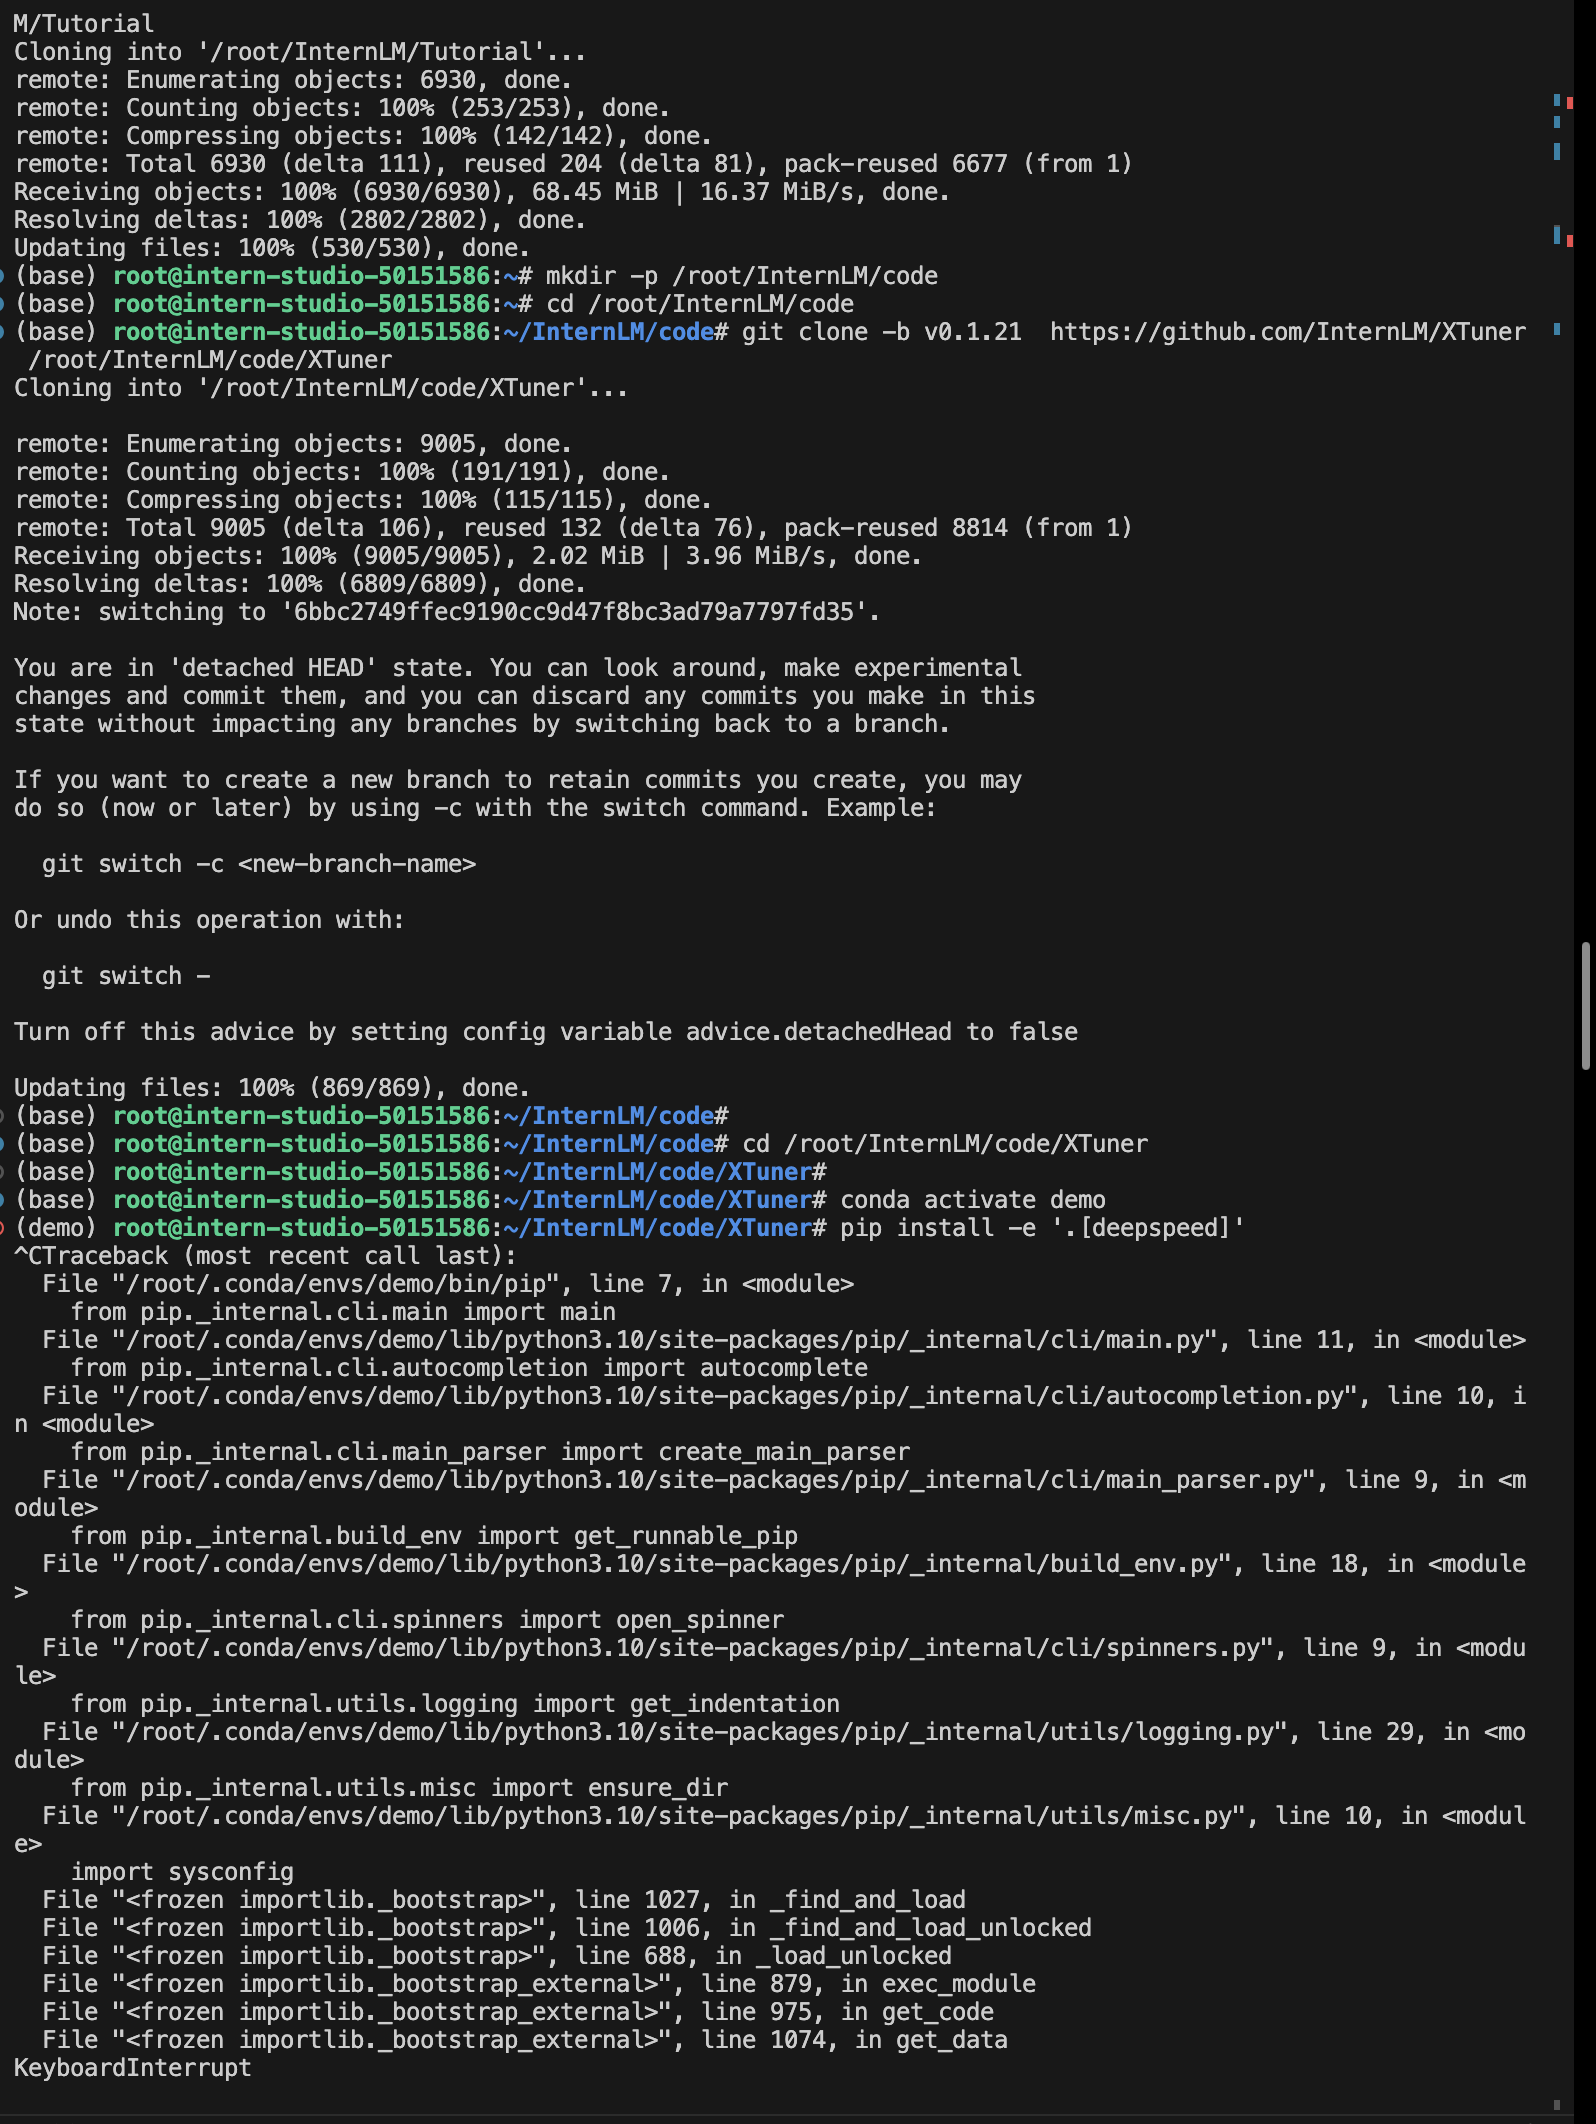 M/Tutorial
Cloning into '/root/InternLM/Tutorial'...
remote: Enumerating objects: 6930, done.
remote: Counting objects: 100% (253/253), done.
remote: Compressing objects: 100% (142/142), done.
remote: Total 6930 (delta 111), reused 204 (delta 81), pack-reused 6677 (from 1)
Receiving objects: 100% (6930/6930), 68.45 MiB | 16.37 MiB/s, done.
Resolving deltas: 100% (2802/2802), done.
Updating files: 100% (530/530), done.
(base) root@intern-studio-50151586:~# mkdir -p /root/InternLM/code
(base) root@intern-studio-50151586:~# cd /root/InternLM/code
(base) root@intern-studio-50151586:~/InternLM/code# git clone -b v0.1.21  https://github.com/InternLM/XTuner
 /root/InternLM/code/XTuner
Cloning into '/root/InternLM/code/XTuner'...

remote: Enumerating objects: 9005, done.
remote: Counting objects: 100% (191/191), done.
remote: Compressing objects: 100% (115/115), done.
remote: Total 9005 (delta 106), reused 132 (delta 76), pack-reused 8814 (from 1)
Receiving objects: 100% (9005/9005), 2.02 MiB | 3.96 MiB/s, done.
Resolving deltas: 100% (6809/6809), done.
Note: switching to '6bbc2749ffec9190cc9d47f8bc3ad79a7797fd35'.

You are in 'detached HEAD' state. You can look around, make experimental
changes and commit them, and you can discard any commits you make in this
state without impacting any branches by switching back to a branch.

If you want to create a new branch to retain commits you create, you may
do so (now or later) by using -c with the switch command. Example:

  git switch -c <new-branch-name>

Or undo this operation with:

  git switch -

Turn off this advice by setting config variable advice.detachedHead to false

Updating files: 100% (869/869), done.
(base) root@intern-studio-50151586:~/InternLM/code#
(base) root@intern-studio-50151586:~/InternLM/code# cd /root/InternLM/code/XTuner
(base) root@intern-studio-50151586:~/InternLM/code/XTuner#
(base) root@intern-studio-50151586:~/InternLM/code/XTuner# conda activate demo
(demo) root@intern-studio-50151586:~/InternLM/code/XTuner# pip install -e '.[deepspeed]'
^CTraceback (most recent call last):
  File "/root/.conda/envs/demo/bin/pip", line 7, in <module>
    from pip._internal.cli.main import main
  File "/root/.conda/envs/demo/lib/python3.10/site-packages/pip/_internal/cli/main.py", line 11, in <module>
    from pip._internal.cli.autocompletion import autocomplete
  File "/root/.conda/envs/demo/lib/python3.10/site-packages/pip/_internal/cli/autocompletion.py", line 10, i
n <module>
    from pip._internal.cli.main_parser import create_main_parser
  File "/root/.conda/envs/demo/lib/python3.10/site-packages/pip/_internal/cli/main_parser.py", line 9, in <m
odule>
    from pip._internal.build_env import get_runnable_pip
  File "/root/.conda/envs/demo/lib/python3.10/site-packages/pip/_internal/build_env.py", line 18, in <module
>
    from pip._internal.cli.spinners import open_spinner
  File "/root/.conda/envs/demo/lib/python3.10/site-packages/pip/_internal/cli/spinners.py", line 9, in <modu
le>
    from pip._internal.utils.logging import get_indentation
  File "/root/.conda/envs/demo/lib/python3.10/site-packages/pip/_internal/utils/logging.py", line 29, in <mo
dule>
    from pip._internal.utils.misc import ensure_dir
  File "/root/.conda/envs/demo/lib/python3.10/site-packages/pip/_internal/utils/misc.py", line 10, in <modul
e>
    import sysconfig
  File "<frozen importlib._bootstrap>", line 1027, in _find_and_load
  File "<frozen importlib._bootstrap>", line 1006, in _find_and_load_unlocked
  File "<frozen importlib._bootstrap>", line 688, in _load_unlocked
  File "<frozen importlib._bootstrap_external>", line 879, in exec_module
  File "<frozen importlib._bootstrap_external>", line 975, in get_code
  File "<frozen importlib._bootstrap_external>", line 1074, in get_data
KeyboardInterrupt